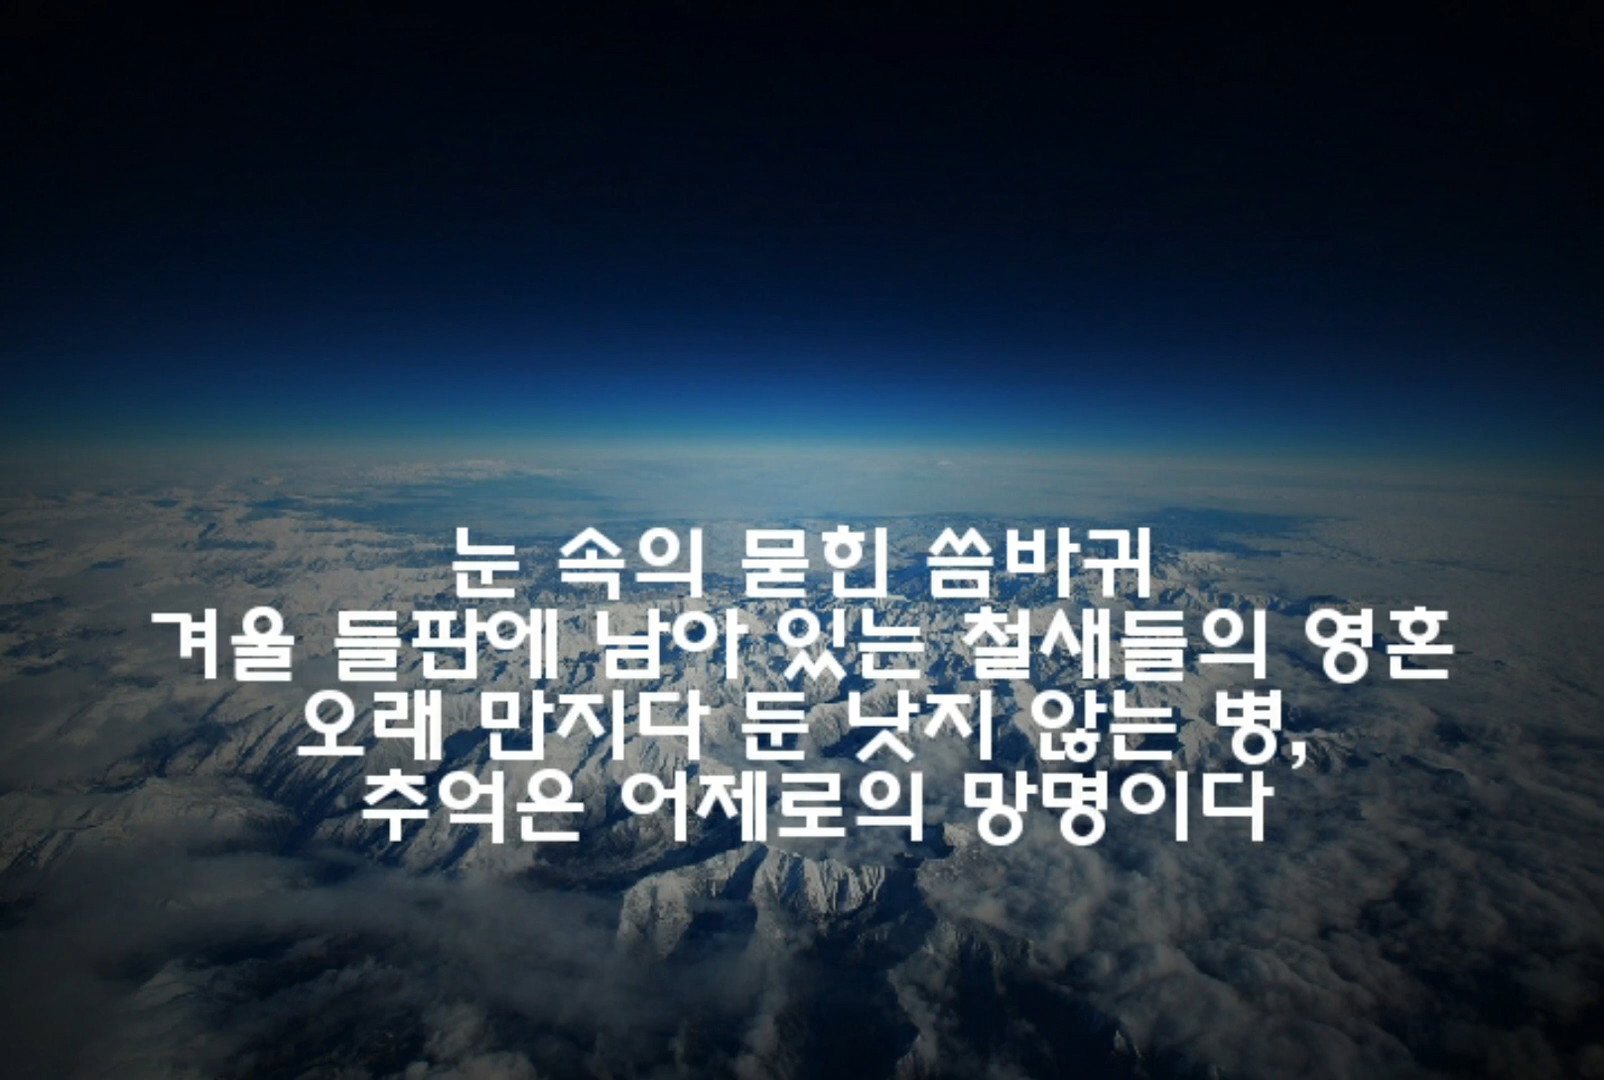 눈 속의 묻힌 씀바귀
겨울 들판에 남아 있는 철새들의 영혼
오래 만지다 둔 낫지 않는 병,
추억은 어제로의 망명이다